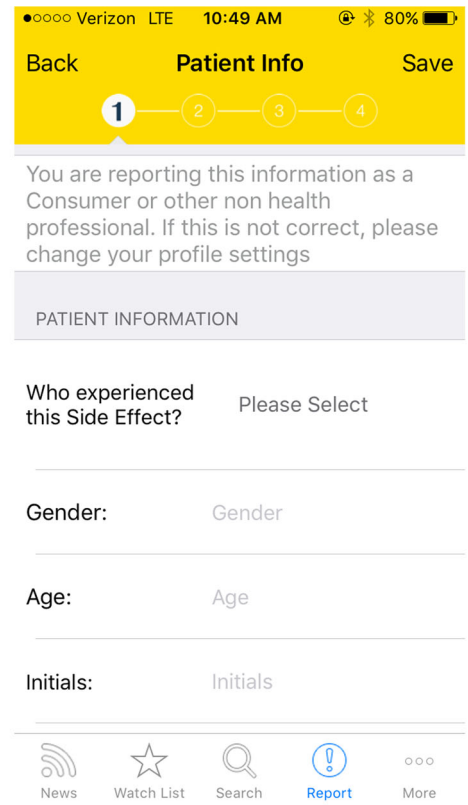 Verizon LTE 10:49 AM 80%
Back Patient Info Save
1 2 3 4
You are reporting this information as a
Consumer or other non health
professional. If this is not correct, please
change your profile settings
PATIENT INFORMATION
Who experienced
this Side Effect?
Please Select
Gender: Gender
Age: Age
Initials: Initials
News Watch List Search Report More